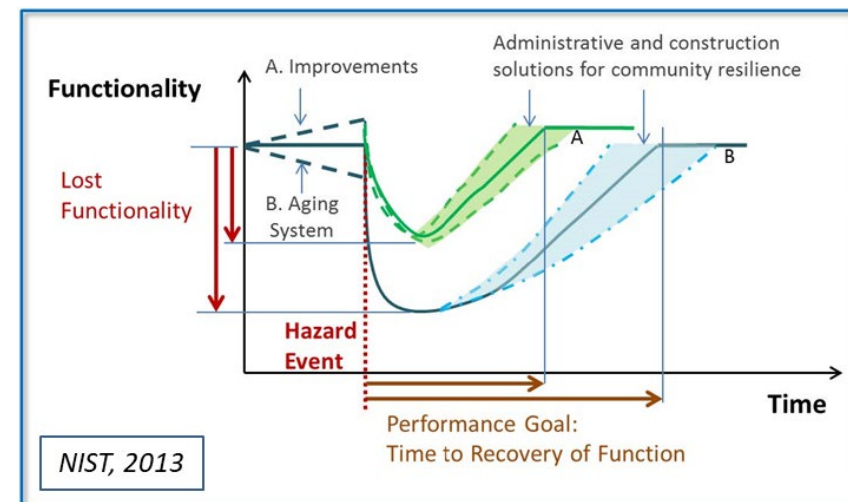 Administrative and construction
solutions for community resilience
A. Improvements
Functionality
A
B
Lost
Functionality
B. Aging
System
Hazard
Event
Time
Performance Goal:
Time to Recovery of Function
NIST, 2013